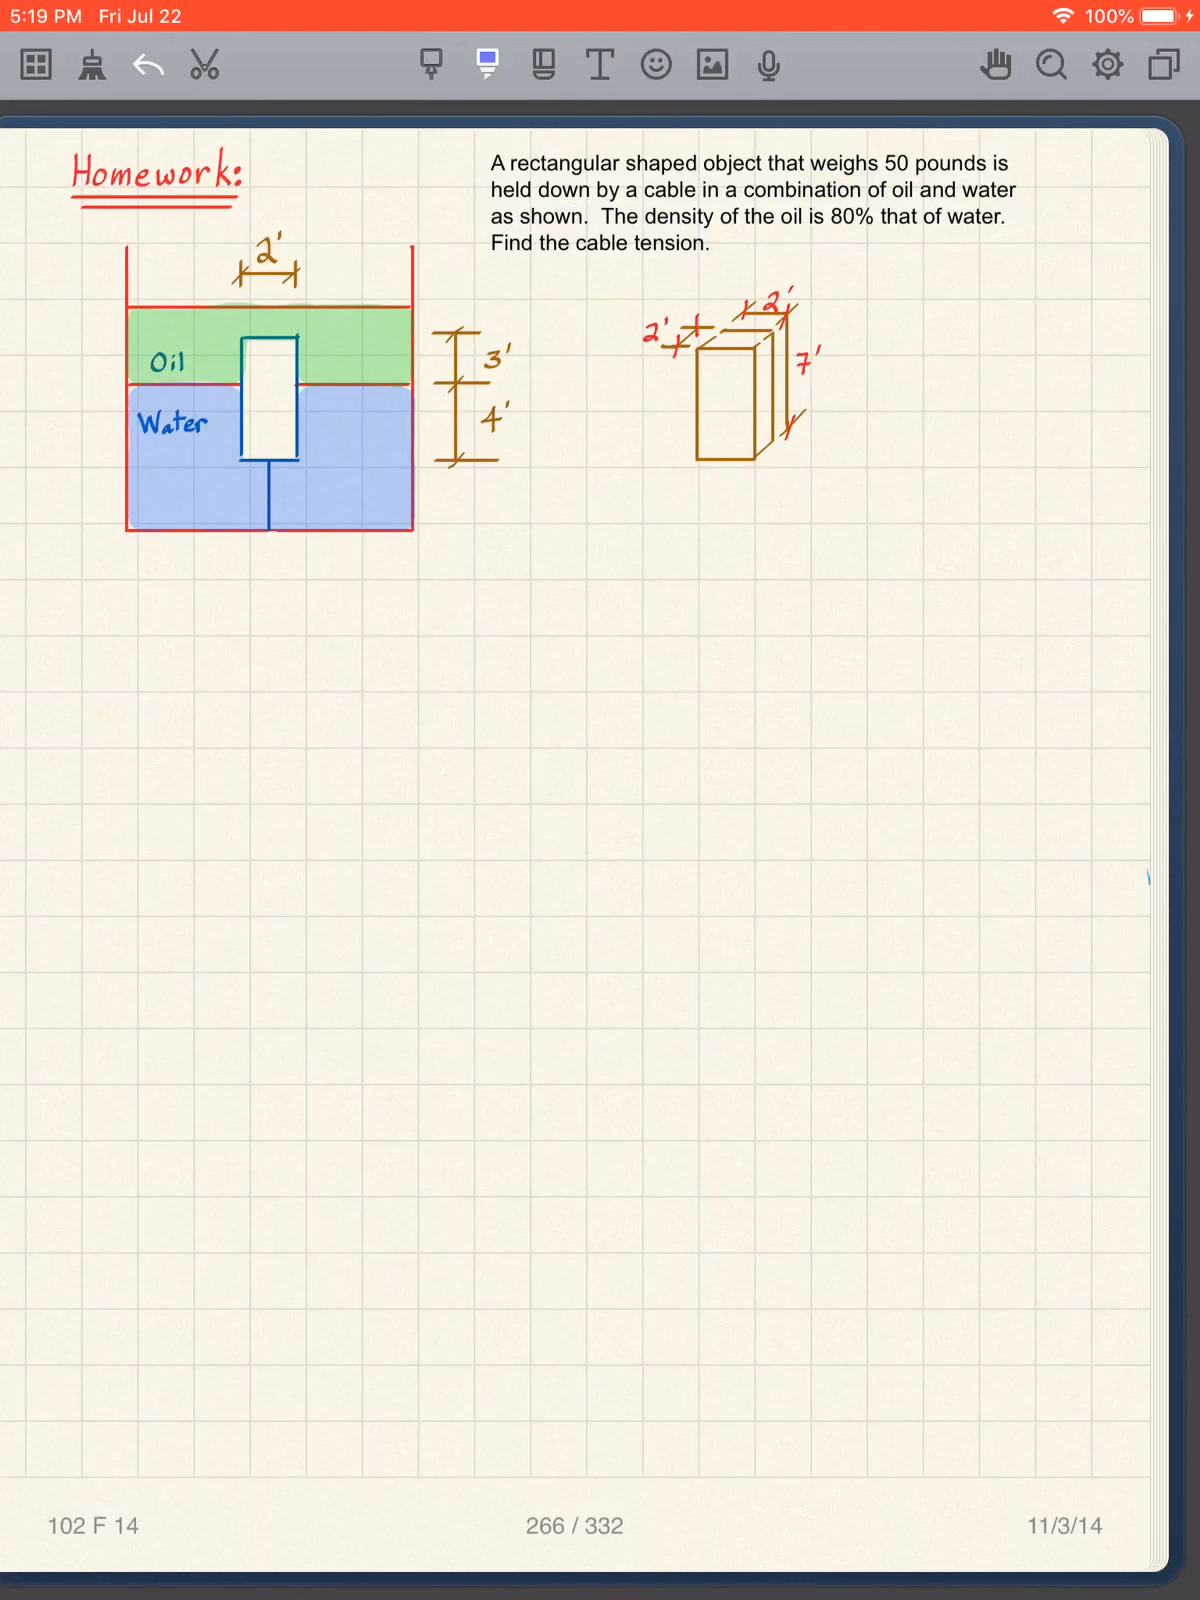 5:19 PM Fri Jul 22
100%
Homework:
A rectangular shaped object that weighs 50 pounds is
held down by a cable in a combination of oil and water
as shown. The density of the oil is 80% that of water.
Find the cable tension.
2'
Oil
Water
3'
4'
2'
2'
7'
102 F 14
266 / 332
11/3/14